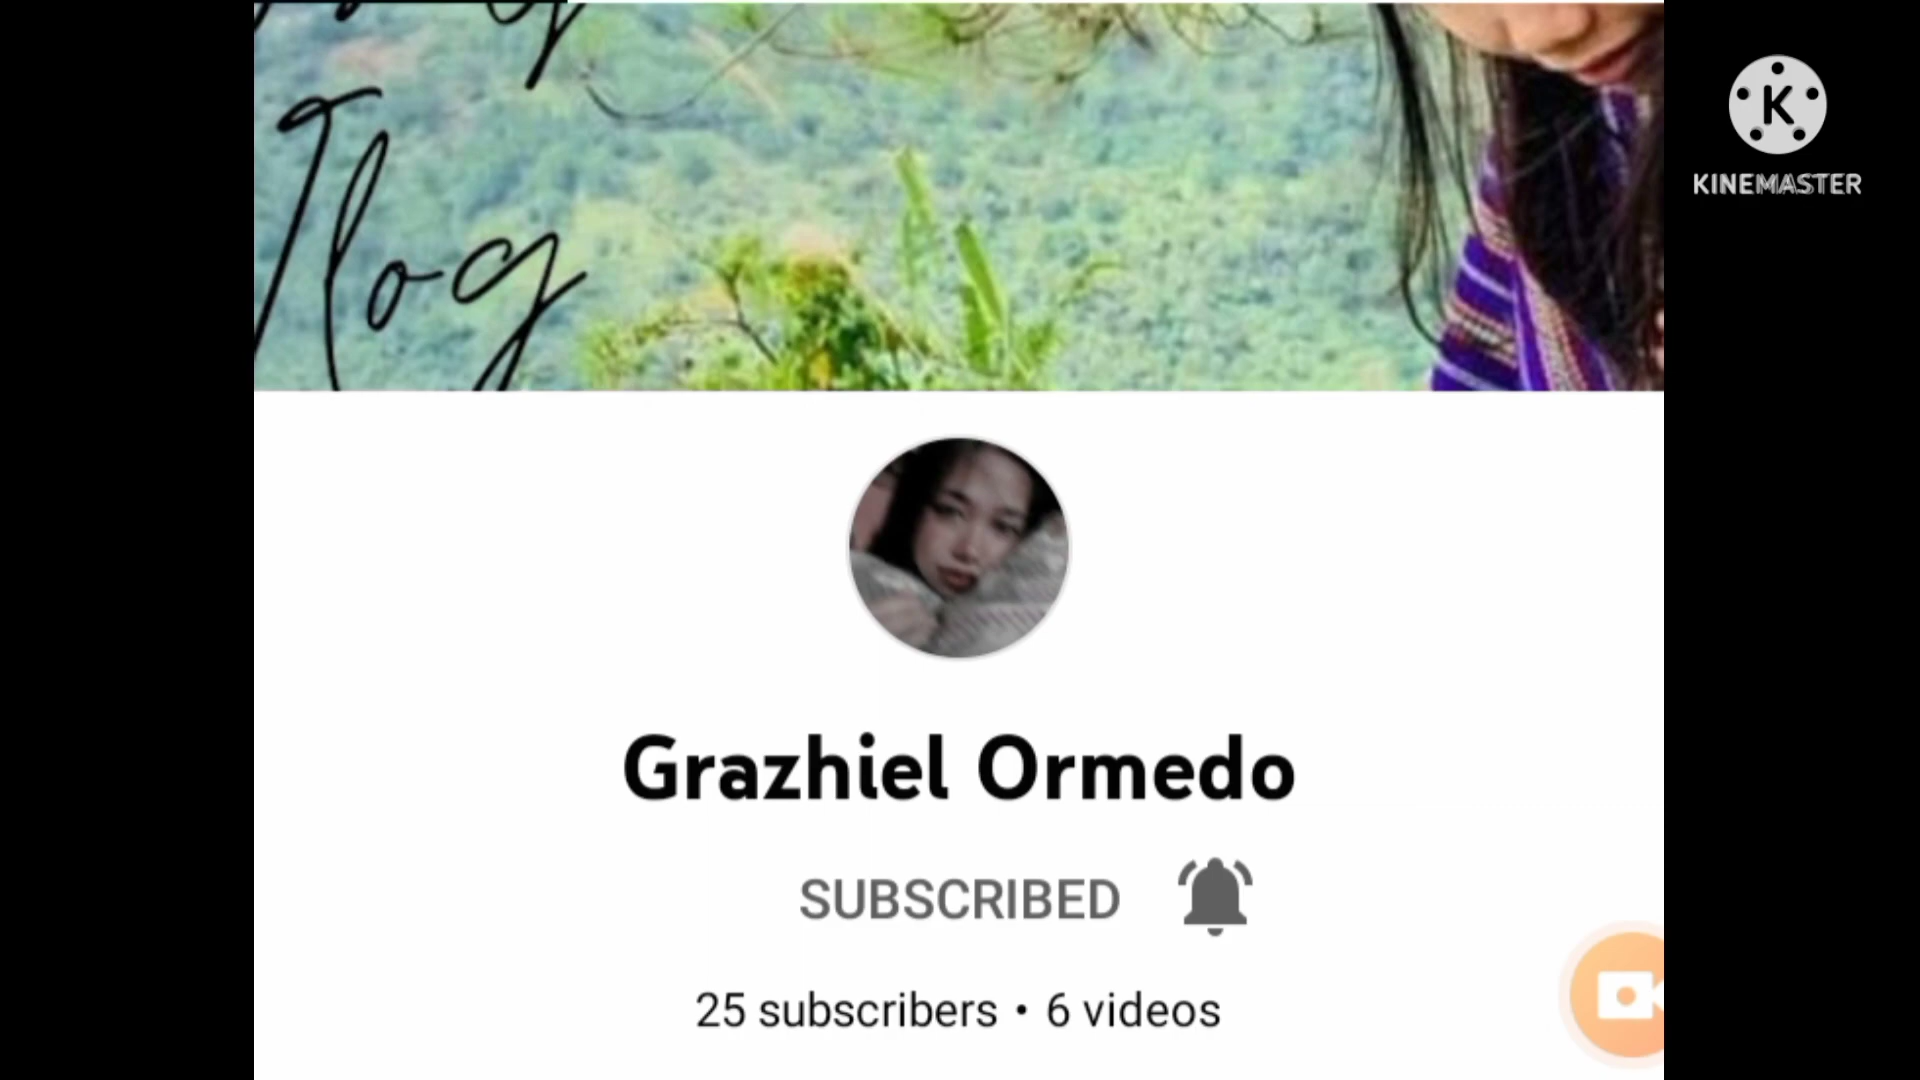 Vlog
KINEMASTER
Grazhiel Ormedo
SUBSCRIBED
25 subscribers • 6 videos